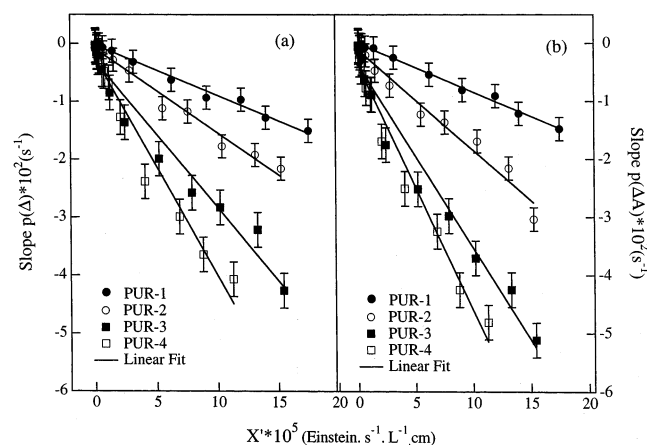 (a)
(b)
0
-1
-2
-3
-4
-5
-6
Slope p(Δ)*10²(s⁻¹)
PUR-1
PUR-2
PUR-3
PUR-4
Linear Fit
PUR-1
PUR-2
PUR-3
PUR-4
Linear Fit
0
-1
-2
-3
-4
-5
-6
Slope p(ΔA)*10²(s⁻¹)
0 5 10 15 20
0 5 10 15 20
X'*10⁵ (Einstein. s⁻¹. L⁻¹ cm)